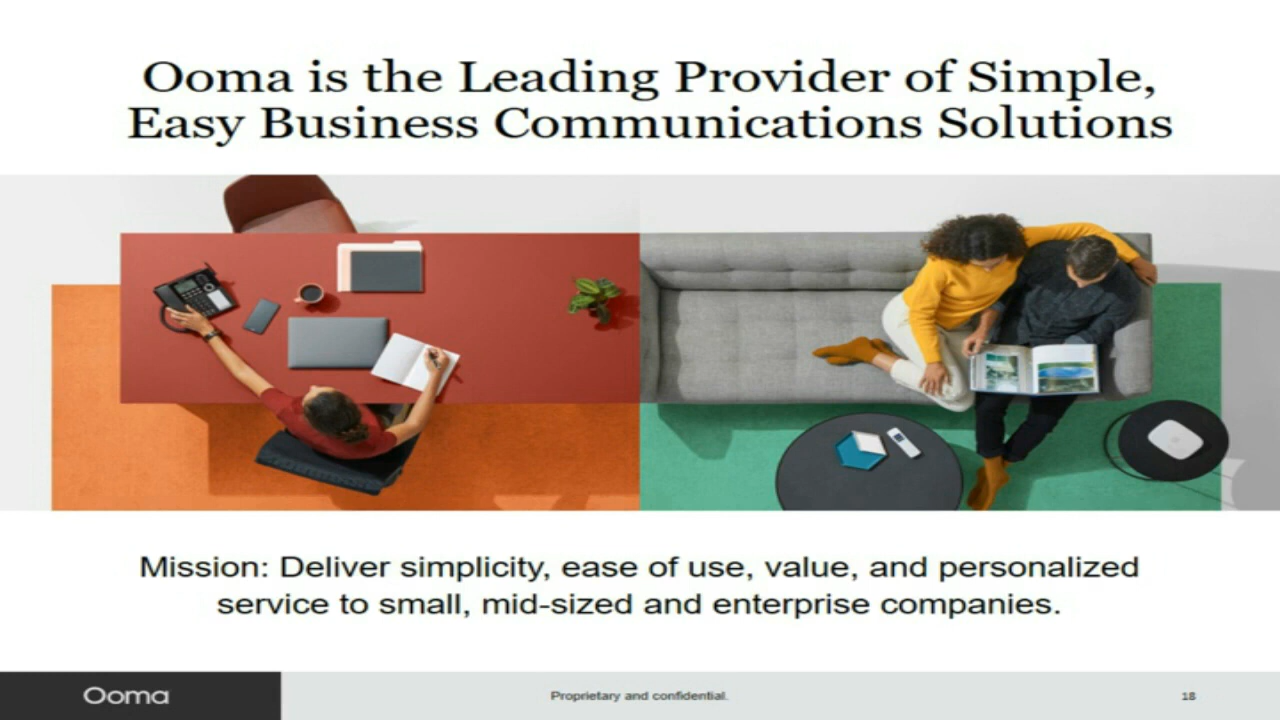 Ooma is the Leading Provider of Simple,
Easy Business Communications Solutions
Mission: Deliver simplicity, ease of use, value, and personalized
service to small, mid-sized and enterprise companies.
Ooma
Proprietary and confidential.
18